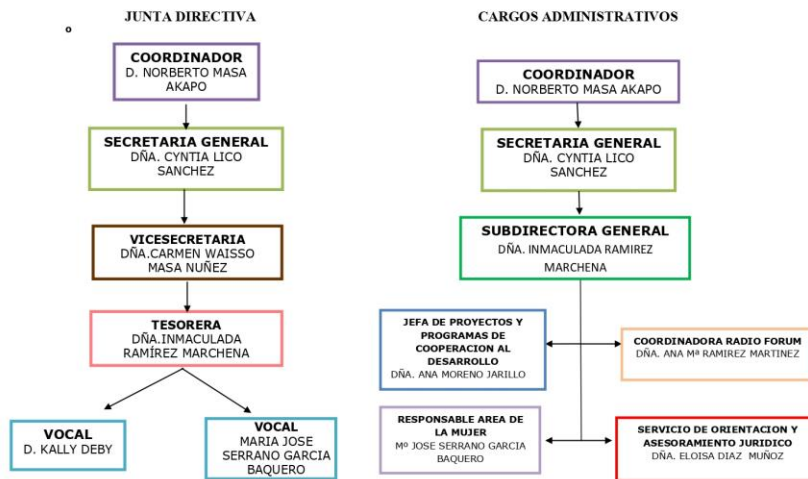 JUNTA DIRECTIVA
o
COORDINADOR
D. NORBERTO MASA
AKAPO
SECRETARIA GENERAL
DÑA. CYNTIA LICO
SANCHEZ
VICESECRETARIA
DÑA.CARMEN WAISSO
MASA NUÑEZ
TESORERA
DÑA.INMACULADA
RAMÍREZ MARCHENA
VOCAL
D. KALLY DEBY
VOCAL
MARIA JOSE
SERRANO GARCIA
BAQUERO
CARGOS ADMINISTRATIVOS
COORDINADOR
D. NORBERTO MASA AKAPO
SECRETARIA GENERAL
DÑA. CYNTIA LICO
SANCHEZ
SUBDIRECTORA GENERAL
DÑA. INMACULADA RAMIREZ
MARCHENA
JEFA DE PROYECTOS Y
PROGRAMAS DE
COOPERACION AL
DESARROLLO
DÑA. ANA MORENO JARILLO
COORDINADORA RADIO FORUM
DÑA. ANA Mª RAMIREZ MARTINEZ
RESPONSABLE AREA DE
LA MUJER
Mº JOSE SERRANO GARCIA
BAQUERO
SERVICIO DE ORIENTACION Y
ASESORAMIENTO JURIDICO
DÑA. ELOISA DIAZ MUÑOZ